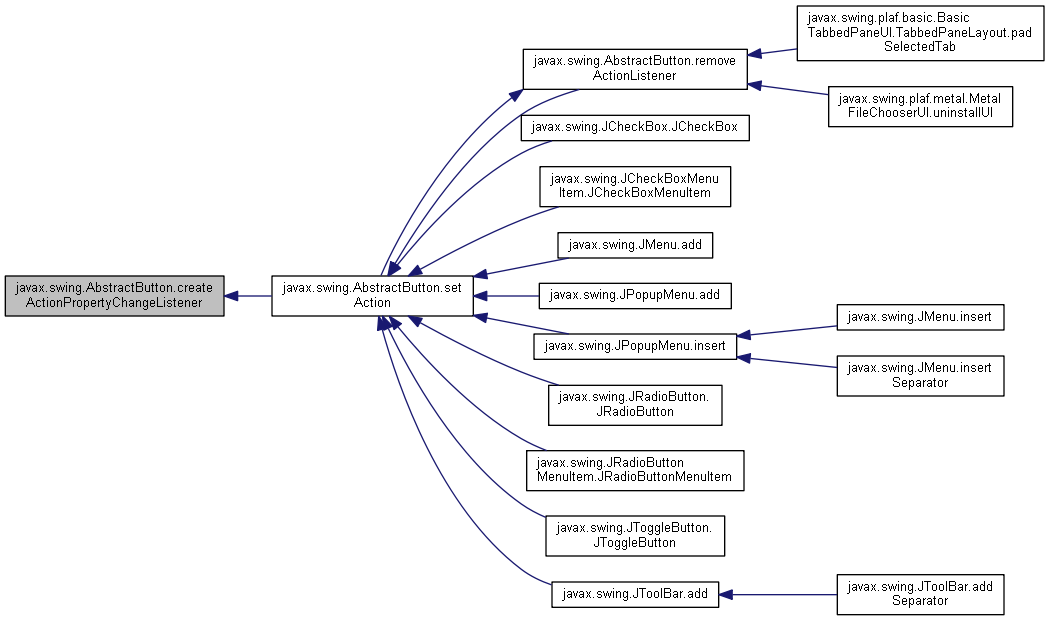 javax.swing.plaf.basic.Basic
TabbedPaneUI.TabbedPaneLayout.pad
SelectedTab
javax.swing.AbstractButton.remove
ActionListener
javax.swing.plaf.metal.Metal
FileChooserUI.uninstallUI
javax.swing.JCheckBox.JCheckBox
javax.swing.JCheckBoxMenu
Item.JCheckBoxMenuItem
javax.swing.JMenu.add
javax.swing.AbstractButton.create
ActionPropertyChangeListener
javax.swing.AbstractButton.set
Action
javax.swing.JPopupMenu.add
javax.swing.JMenu.insert
javax.swing.JPopupMenu.insert
javax.swing.JMenu.insert
Separator
javax.swing.JRadioButton.
JRadioButton
javax.swing.JRadioButton
MenuItem.JRadioButtonMenuItem
javax.swing.JToggleButton.
JToggleButton
javax.swing.JToolBar.add
javax.swing.JToolBar.add
Separator